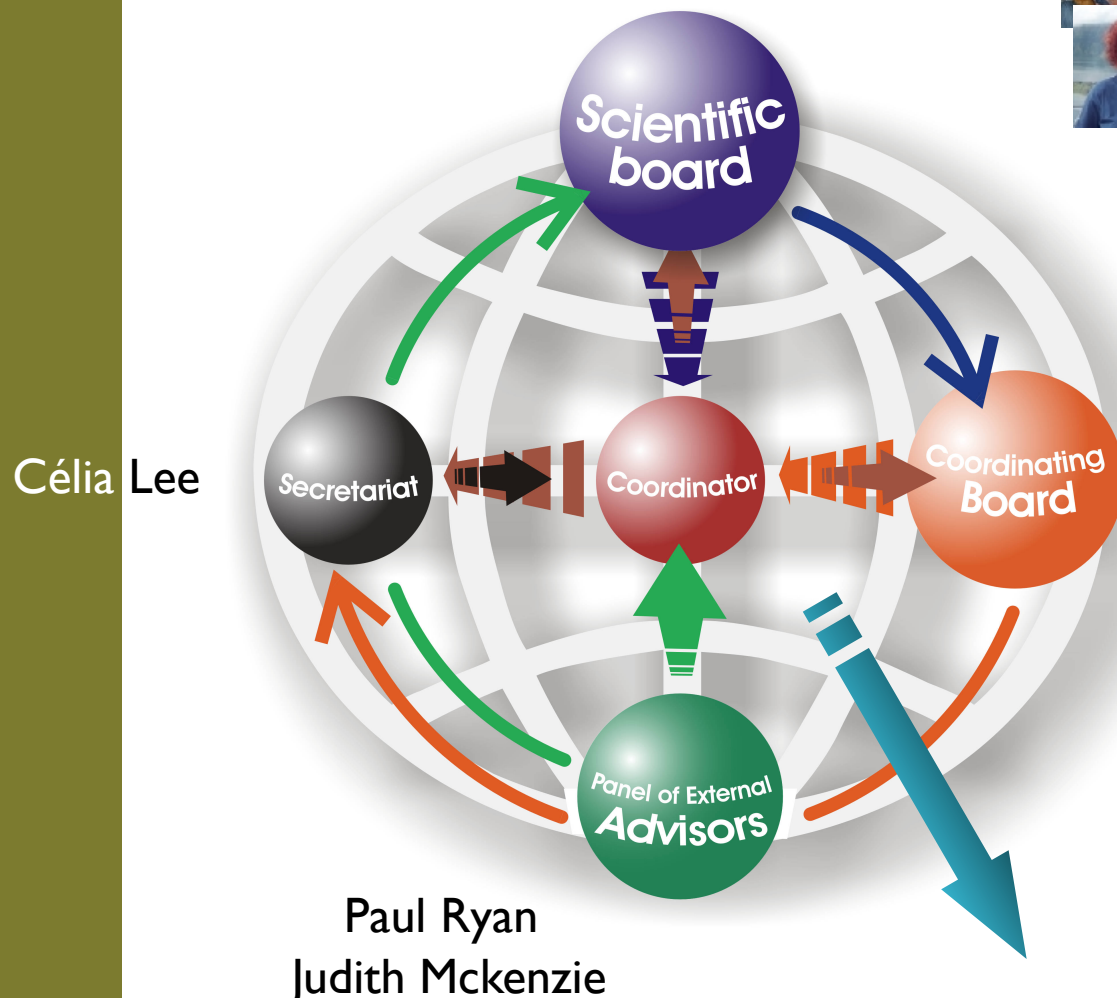 Scientific
board
Célia Lee
Secretariat
Coordinator
Coordinating
Board
Panel of External
Advisors
Paul Ryan
Judith Mckenzie